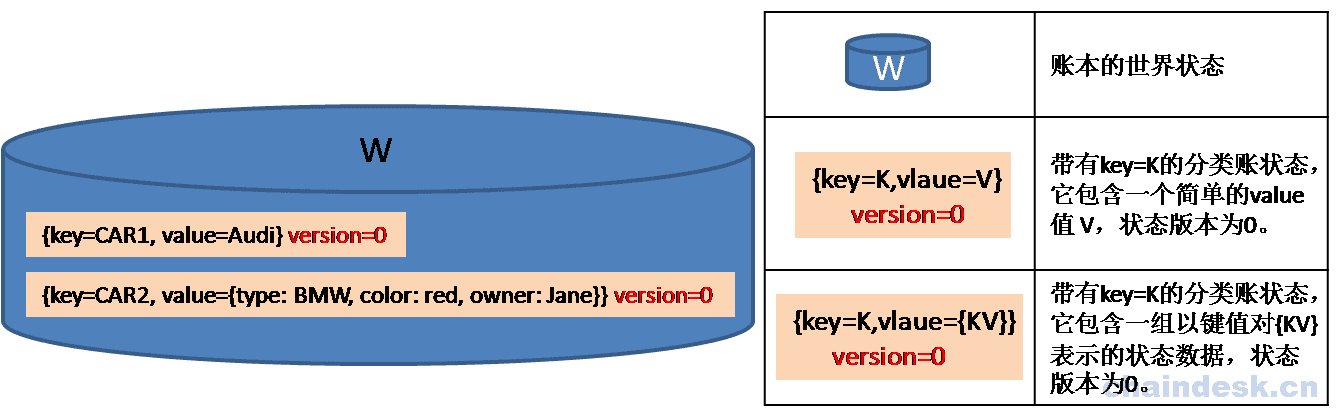 W
{key=CAR1, value=Audi} version=0
{key=CAR2, value={type: BMW, color: red, owner: Jane}} version=0
W
账本的世界状态
{key=K,vlaue=V}
version=0
带有key=K的分类账状态，
它包含一个简单的value
值 V，状态版本为0。
{key=K,vlaue={KV}}
version=0
带有key=K的分类账状态，
它包含一组以键值对{KV}
表示的状态数据，状态
版本为0。
chaindesk.cn